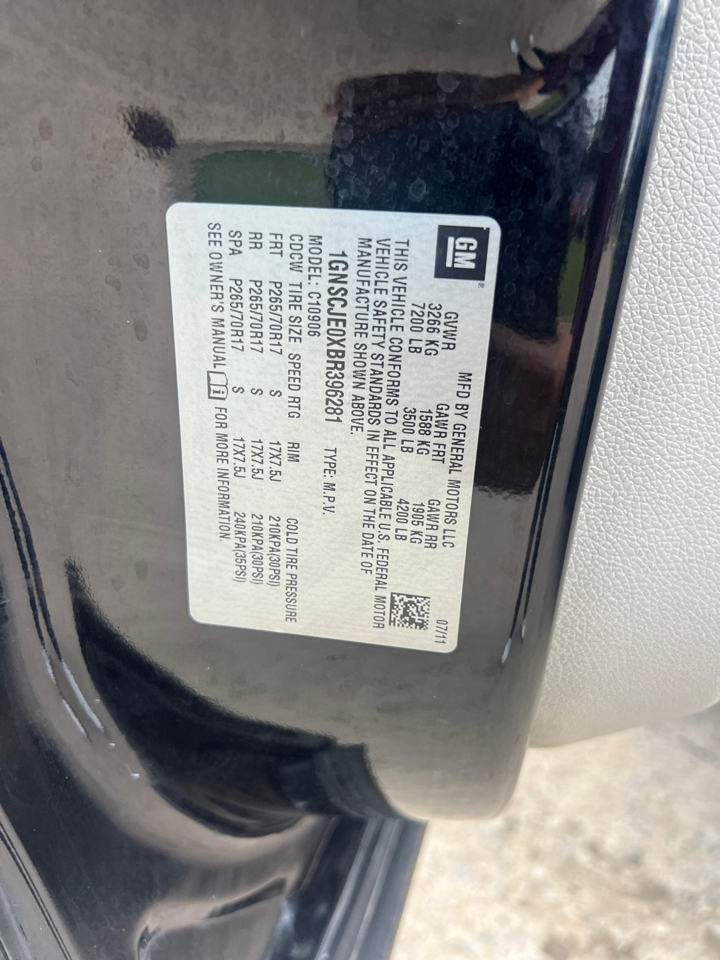 GM ®
MFD BY GENERAL MOTORS LLC 07/11
GVWR GAWR FRT GAWR RR
3266 KG 1588 KG 1905 KG
7200 LB 3500 LB 4200 LB
THIS VEHICLE CONFORMS TO ALL APPLICABLE U.S. FEDERAL MOTOR
VEHICLE SAFETY STANDARDS IN EFFECT ON THE DATE OF
MANUFACTURE SHOWN ABOVE.
1GNSCJE0XBR396281 TYPE: M.P.V.
MODEL: C10906
CDCW TIRE SIZE SPEED RTG RIM COLD TIRE PRESSURE
FRT P265/70R17 S 17X7.5J 210KPA(30PSI)
RR P265/70R17 S 17X7.5J 210KPA(30PSI)
SPA P265/70R17 S 17X7.5J 240KPA(35PSI)
SEE OWNER'S MANUAL i FOR MORE INFORMATION.